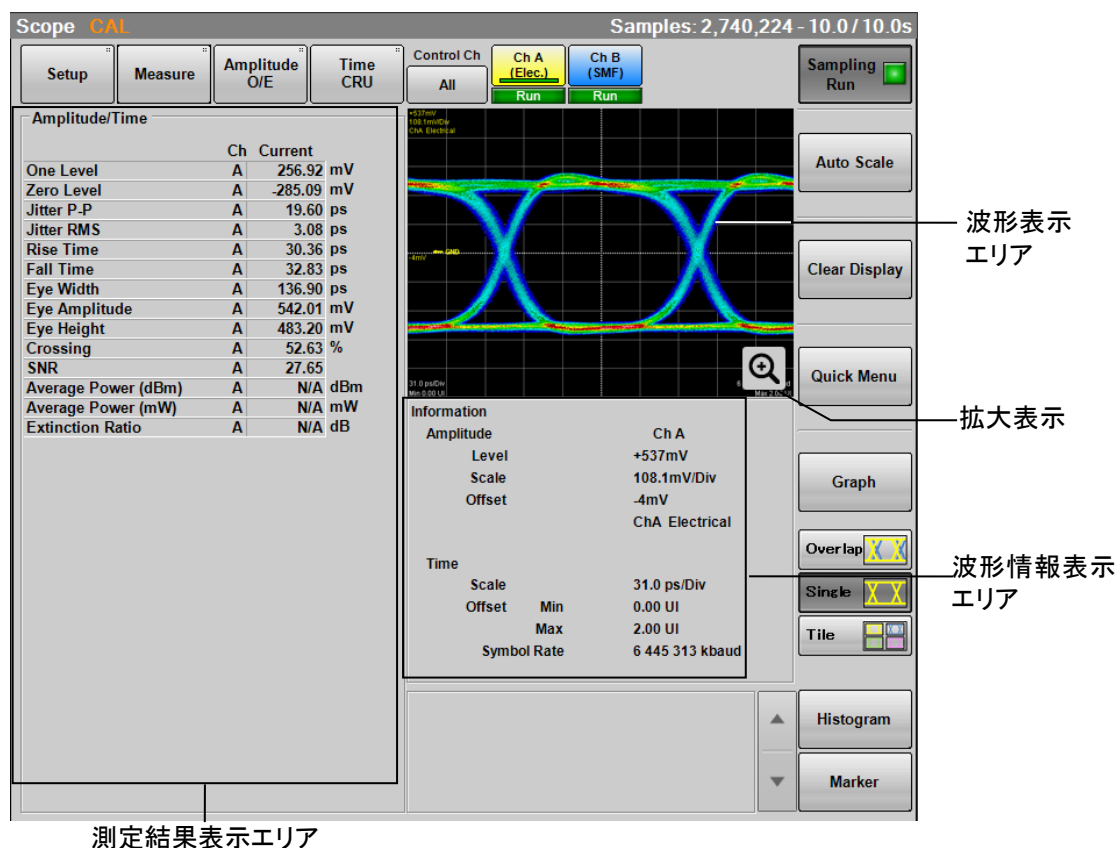 Scope CAL
Samples: 2,740,224 - 10.0 / 10.0s
Setup
Measure
Amplitude
O/E
Time
CRU
Control Ch
All
Ch A
(Elec.)
Run
Ch B
(SMF)
Run
Sampling
Run
Amplitude/Time
Ch Current
One Level A 256.92 mV
Zero Level A -285.09 mV
Jitter P-P A 19.60 ps
Jitter RMS A 3.08 ps
Rise Time A 30.36 ps
Fall Time A 32.83 ps
Eye Width A 136.90 ps
Eye Amplitude A 542.01 mV
Eye Height A 483.20 mV
Crossing A 52.63 %
SNR A 27.65
Average Power (dBm) A N/A dBm
Average Power (mW) A N/A mW
Extinction Ratio A N/A dB
+537mV
108.1mV/Div
ChA Electrical
-4mV
GND
31.0 ps/Div
Min 0.00 UI
Information
Amplitude Ch A
Level +537mV
Scale 108.1mV/Div
Offset -4mV
ChA Electrical
Time
Scale 31.0 ps/Div
Offset Min 0.00 UI
Max 2.00 UI
Symbol Rate 6 445 313 kbaud
Auto Scale
Clear Display
Quick Menu
Graph
Overlap
Single
Tile
Histogram
Marker
波形表示
エリア
拡大表示
波形情報表示
エリア
測定結果表示エリア